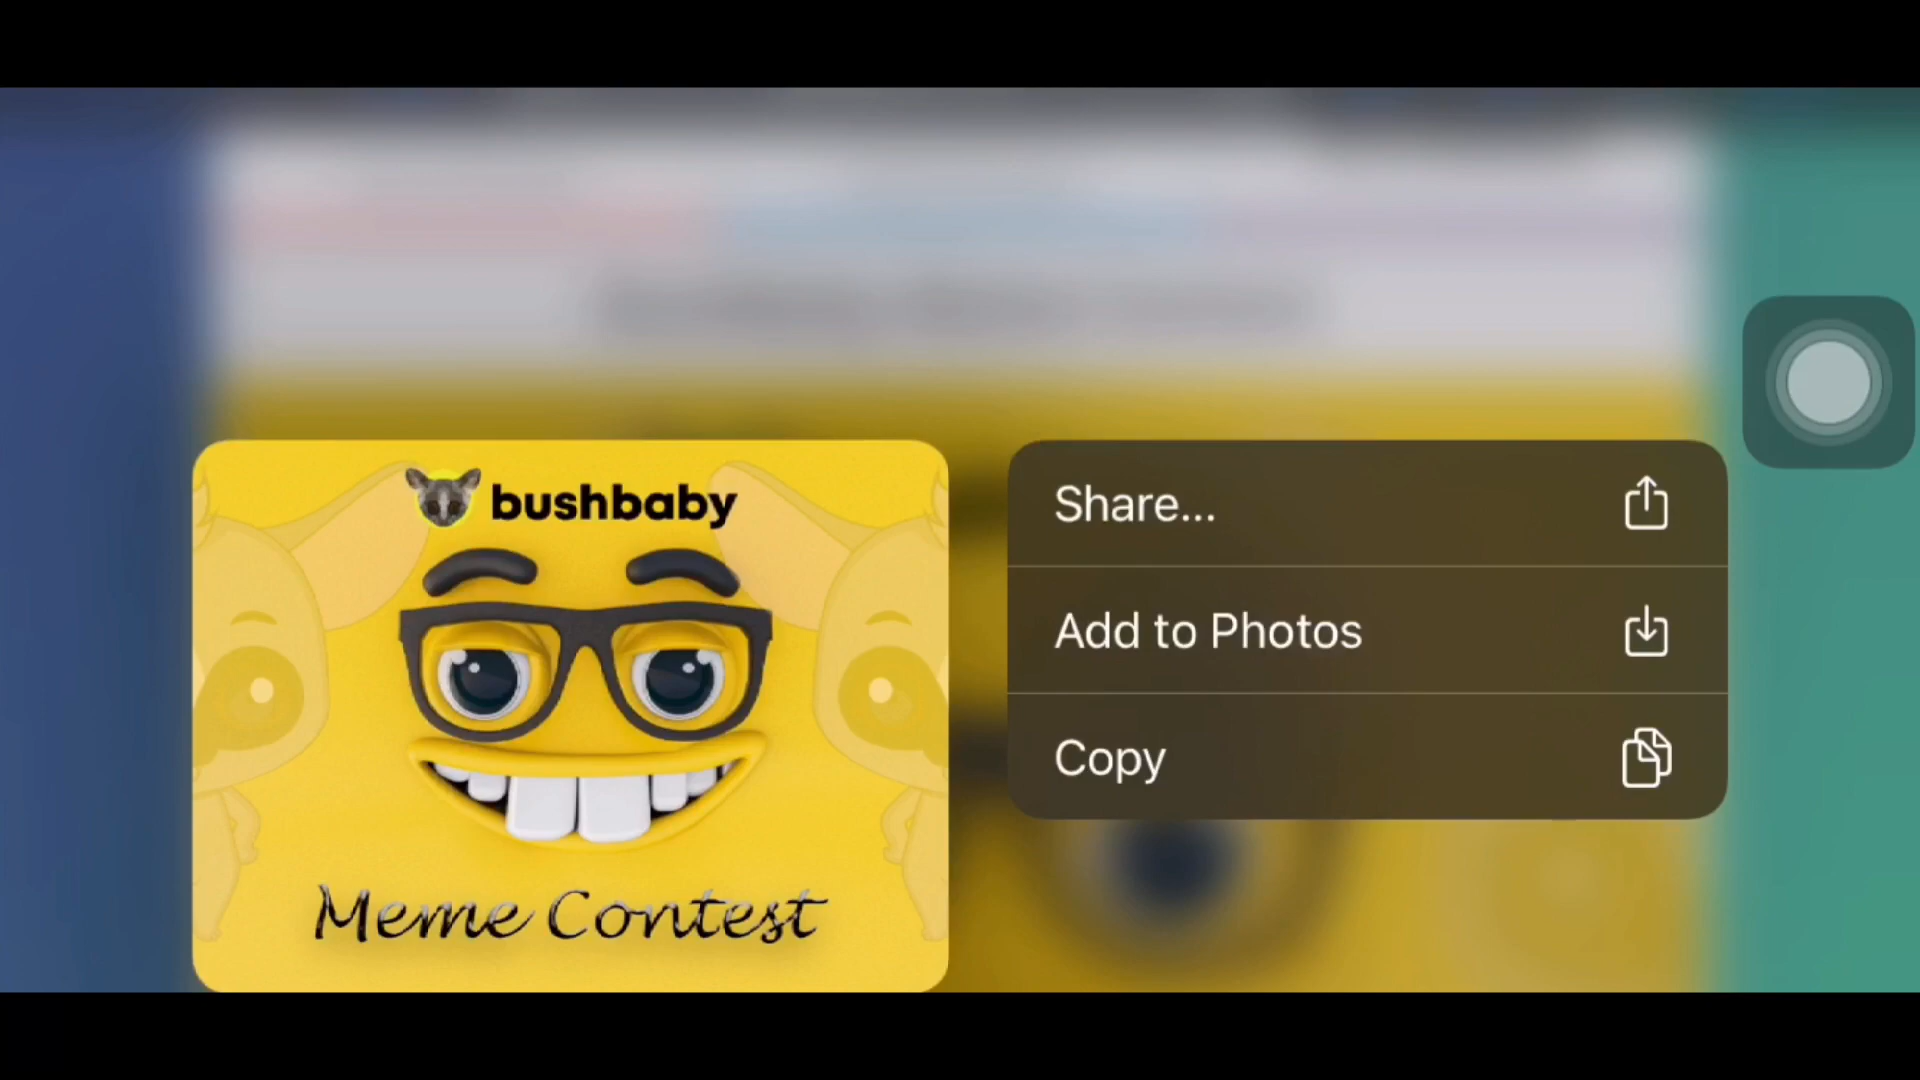 bushbaby
Meme Contest
Share...
Add to Photos
Copy